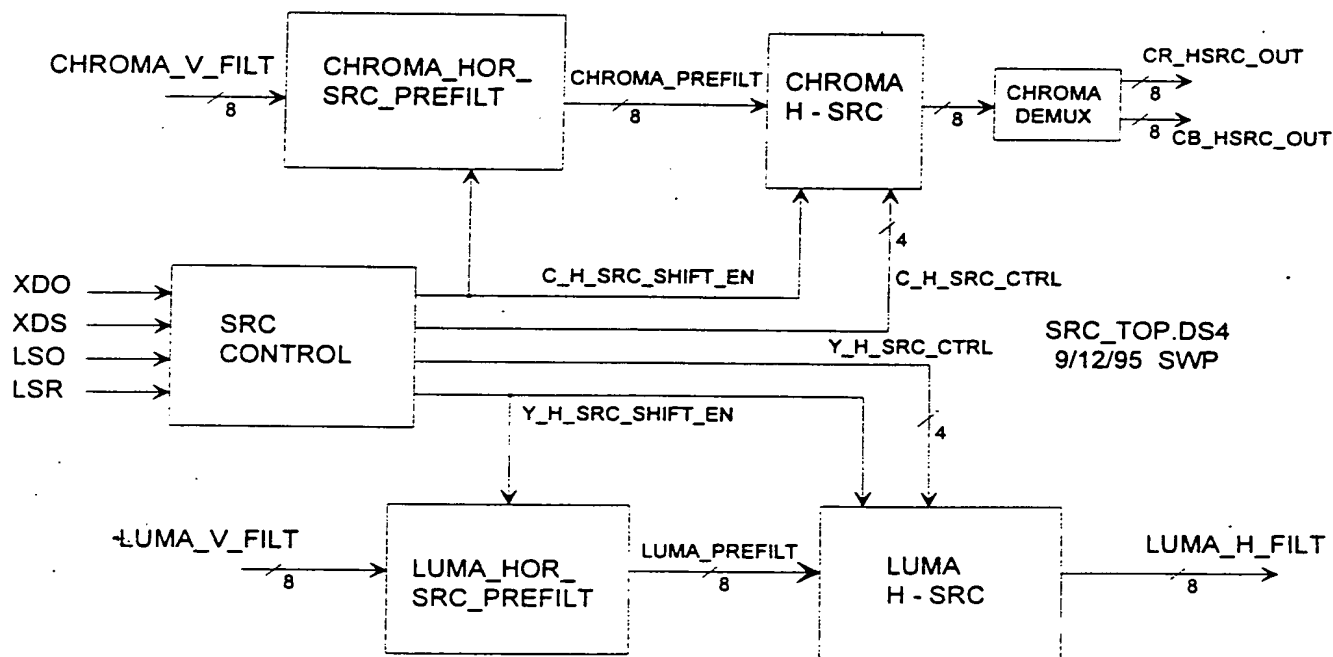 CHROMA_V_FILT
8
CHROMA_HOR_
SRC_PREFILT
CHROMA_PREFILT
8
CHROMA
H - SRC
8
CHROMA
DEMUX
CR_HSRC_OUT
8
8
CB_HSRC_OUT
4
XDO
XDS
LSO
LSR
SRC
CONTROL
C_H_SRC_SHIFT_EN
C_H_SRC_CTRL
Y_H_SRC_CTRL
Y_H_SRC_SHIFT_EN
4
SRC_TOP.DS4
9/12/95 SWP
LUMA_V_FILT
8
LUMA_HOR_
SRC_PREFILT
LUMA_PREFILT
8
LUMA
H - SRC
LUMA_H_FILT
8